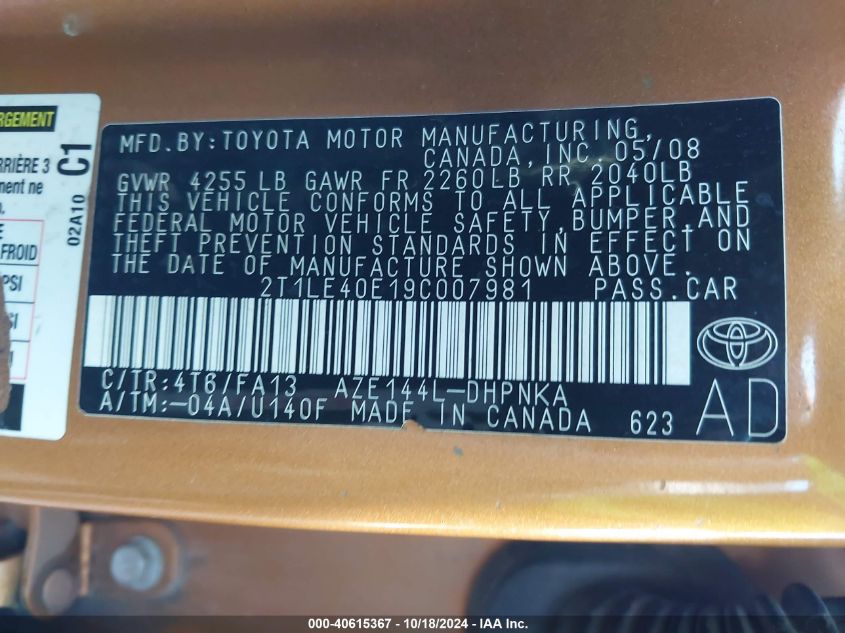 RGEMENT
RRIÈRE 3
ment ne
E
FROID
PSI
SI
02A10 C1
MFD.BY:TOYOTA MOTOR MANUFACTURING,
CANADA,INC. 05/08
GVWR 4255 LB GAWR FR 2260LB RR 2040LB
THIS VEHICLE CONFORMS TO ALL APPLICABLE
FEDERAL MOTOR VEHICLE SAFETY,BUMPER,AND
THEFT PREVENTION STANDARDS IN EFFECT ON
THE DATE OF MANUFACTURE SHOWN ABOVE.
2T1LE40E19C007981 PASS.CAR
C/TR:4T6/FA13 AZE144L-DHPNKA
A/TM:-04A/U140F MADE IN CANADA 623
AD
000-40615367 - 10/18/2024 - IAA Inc.